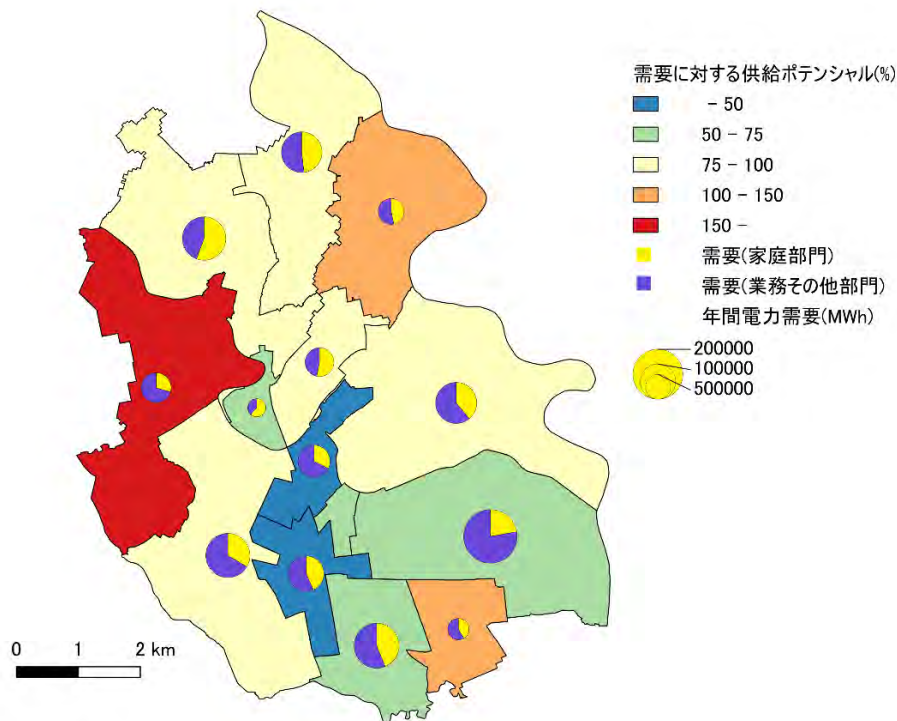 需要に対する供給ポテンシャル(%)
- 50
50 - 75
75 - 100
100 - 150
150 -
需要(家庭部門)
需要(業務その他部門)
年間電力需要(MWh)
200000
100000
500000
0 1 2 km